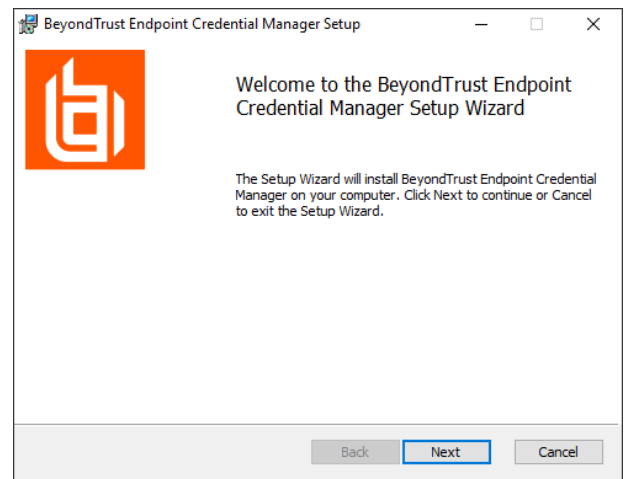 BeyondTrust Endpoint Credential Manager Setup
Welcome to the BeyondTrust Endpoint
Credential Manager Setup Wizard
The Setup Wizard will install BeyondTrust Endpoint Credential
Manager on your computer. Click Next to continue or Cancel
to exit the Setup Wizard.
Back Next Cancel